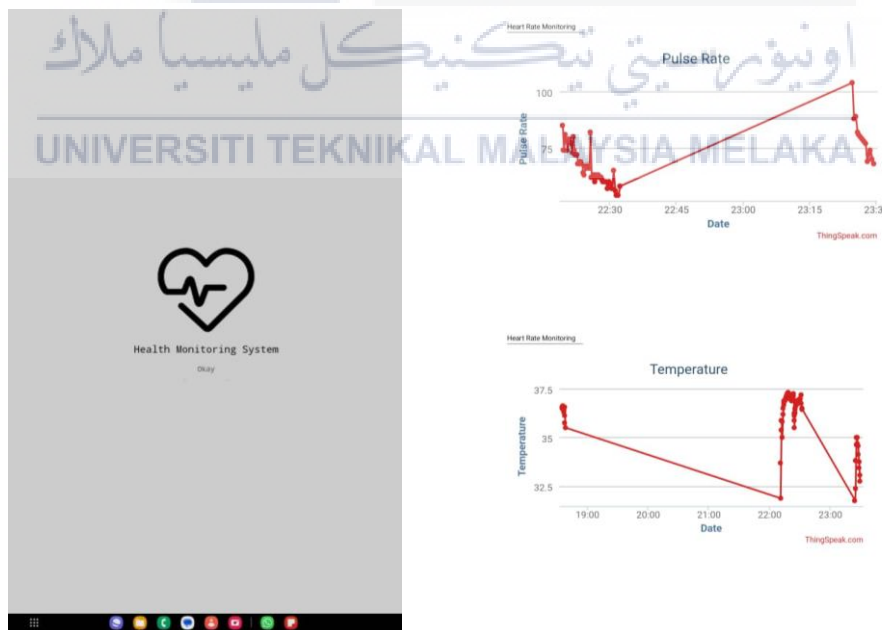 اونيۏرسيتي تيكنيكل مليسيا ملاك
UNIVERSITI TEKNIKAL MALAYSIA MELAKA
Health Monitoring System
Okay
Heart Rate Monitoring
Pulse Rate
Pulse Rate
100
75
22:30 22:45 23:00 23:15 23:3
Date
ThingSpeak.com
Heart Rate Monitoring
Temperature
Temperature
37.5
35
32.5
19:00 20:00 21:00 22:00 23:00
Date
ThingSpeak.com